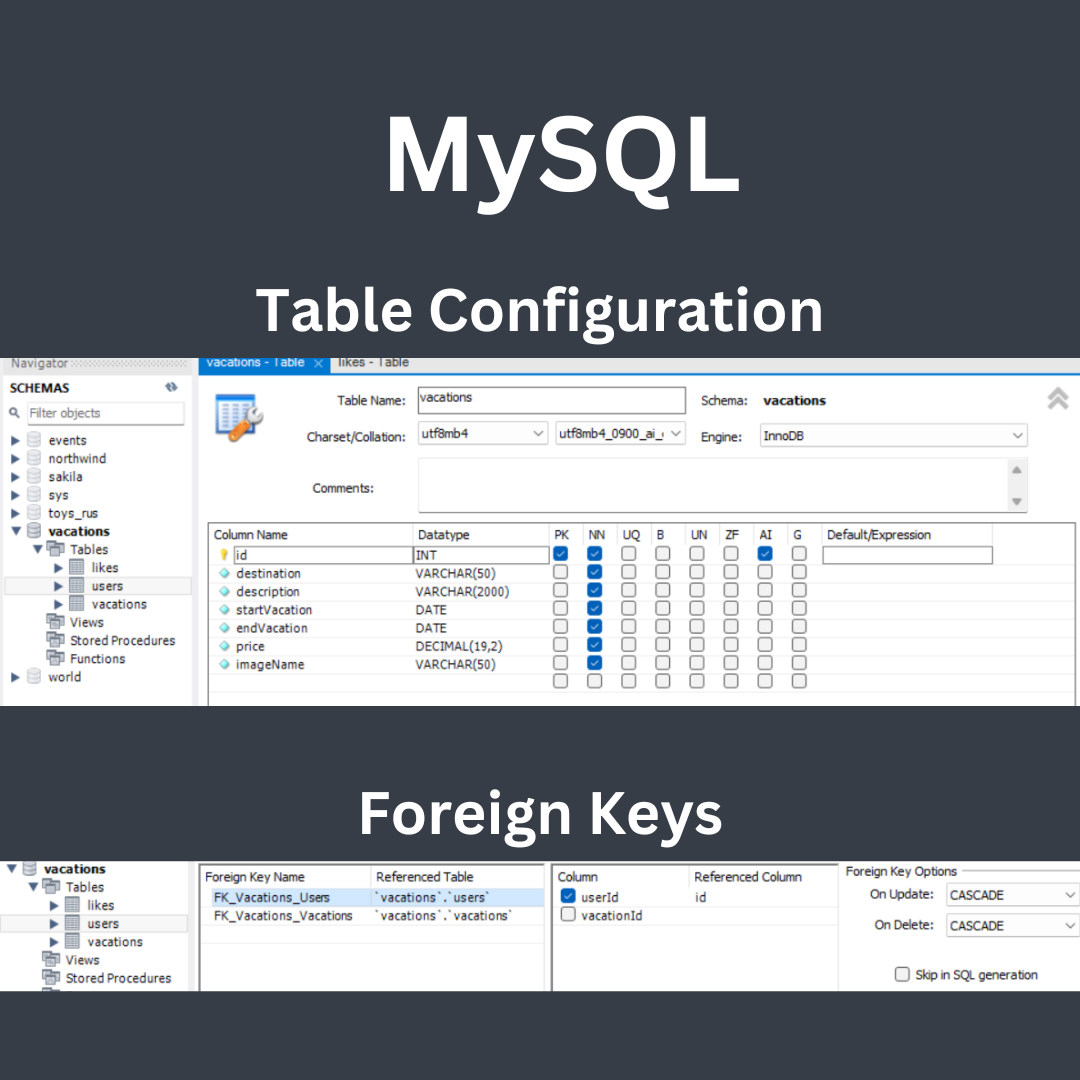 MySQL
Table Configuration
Navigator
vacations - Table likes - Table
SCHEMAS
Filter objects
events
northwind
sakila
sys
toys_rus
vacations
Tables
likes
users
vacations
Views
Stored Procedures
Functions
world
Table Name: vacations Schema: vacations
Charset/Collation: utf8mb4 utf8mb4_0900_ai_ Engine: InnoDB
Comments:
Column Name Datatype PK NN UQ B UN ZF AI G Default/Expression
id INT
destination VARCHAR(50)
description VARCHAR(2000)
startVacation DATE
endVacation DATE
price DECIMAL(19,2)
imageName VARCHAR(50)
Foreign Keys
vacations
Tables
likes
users
vacations
Views
Stored Procedures
Foreign Key Name Referenced Table
FK_Vacations_Users `vacations`.`users`
FK_Vacations_Vacations `vacations`.`vacations`
Column Referenced Column
userId id
vacationId
Foreign Key Options
On Update: CASCADE
On Delete: CASCADE
Skip in SQL generation